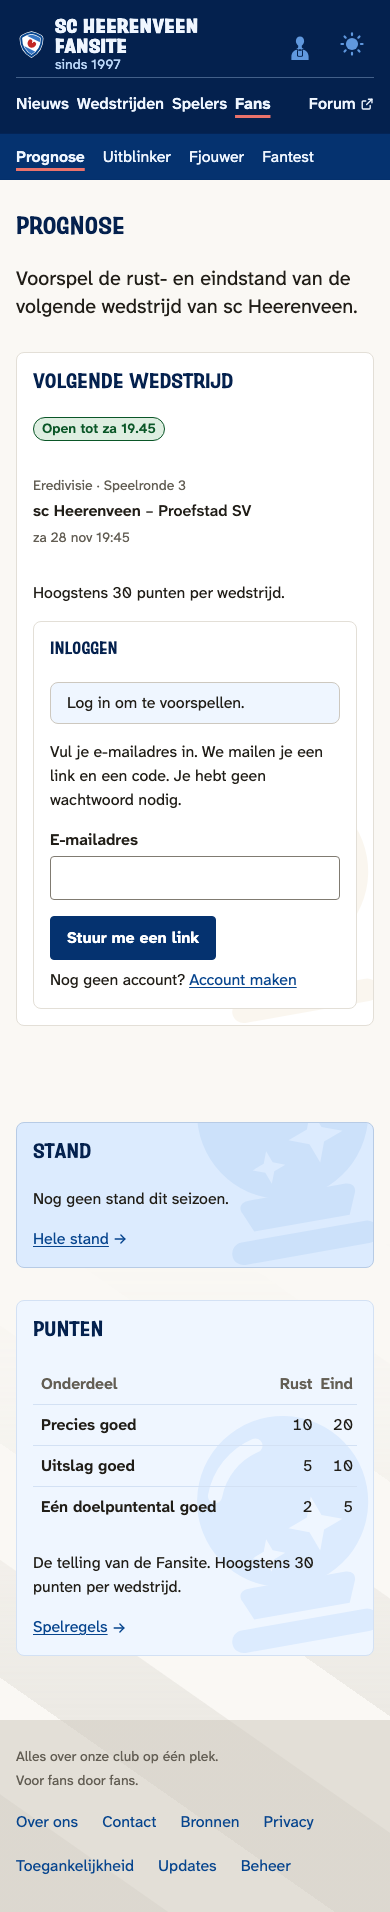 SC HEERENVEEN
FANSITE
sinds 1997
Nieuws Wedstrijden Spelers Fans Forum
Prognose Uitblinker Fjouwer Fantest
PROGNOSE
Voorspel de rust- en eindstand van de
volgende wedstrijd van sc Heerenveen.
VOLGENDE WEDSTRIJD
Open tot za 19.45
Eredivisie · Speelronde 3
sc Heerenveen – Proefstad SV
za 28 nov 19:45
Hoogstens 30 punten per wedstrijd.
INLOGGEN
Log in om te voorspellen.
Vul je e-mailadres in. We mailen je een
link en een code. Je hebt geen
wachtwoord nodig.
E-mailadres
Stuur me een link
Nog geen account? Account maken
STAND
Nog geen stand dit seizoen.
Hele stand →
PUNTEN
Onderdeel Rust Eind
Precies goed 10 20
Uitslag goed 5 10
Eén doelpuntental goed 2 5
De telling van de Fansite. Hoogstens 30
punten per wedstrijd.
Spelregels →
Alles over onze club op één plek.
Voor fans door fans.
Over ons Contact Bronnen Privacy
Toegankelijkheid Updates Beheer